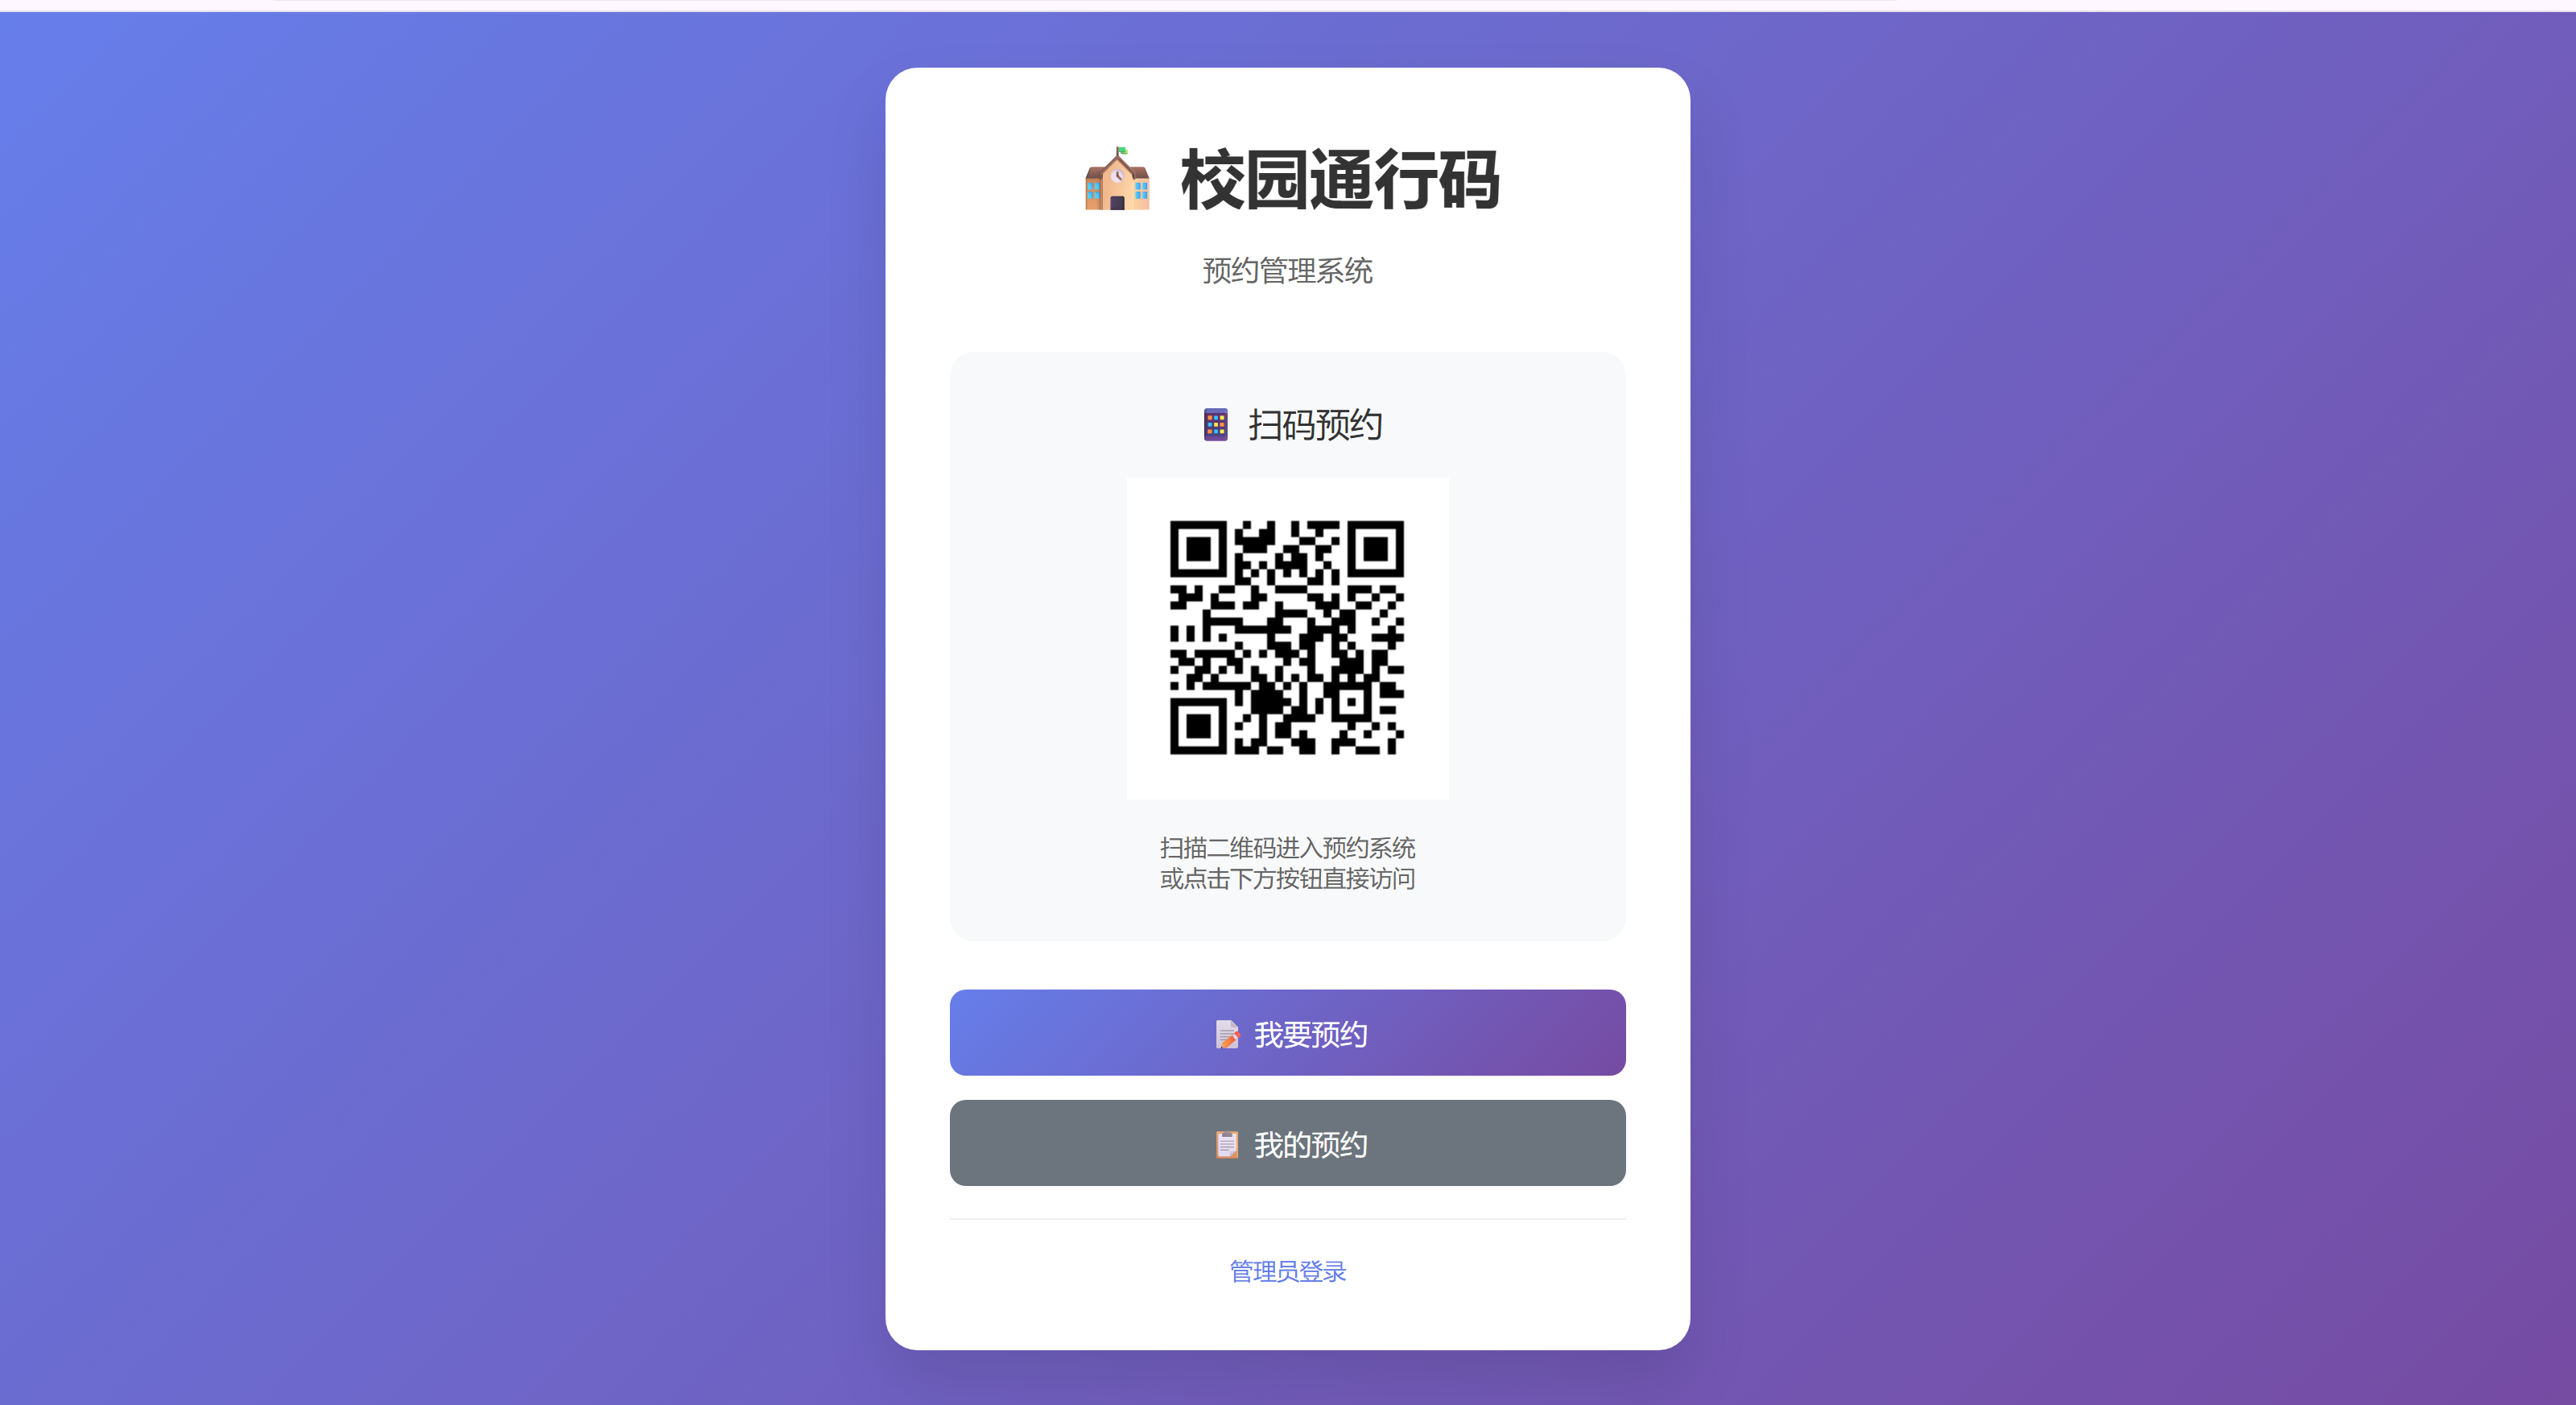 校园通行码
预约管理系统
扫码预约
扫描二维码进入预约系统
或点击下方按钮直接访问
我要预约
我的预约
管理员登录